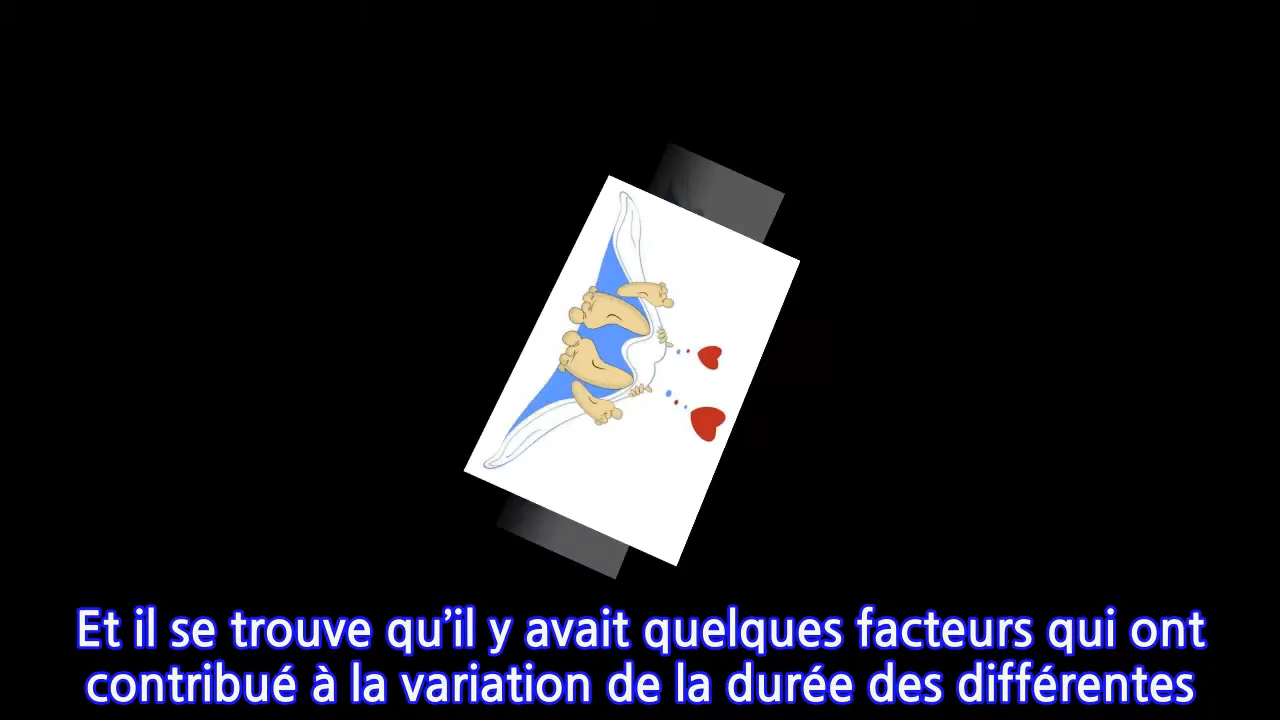 Et il se trouve qu’il y avait quelques facteurs qui ont
contribué à la variation de la durée des différentes